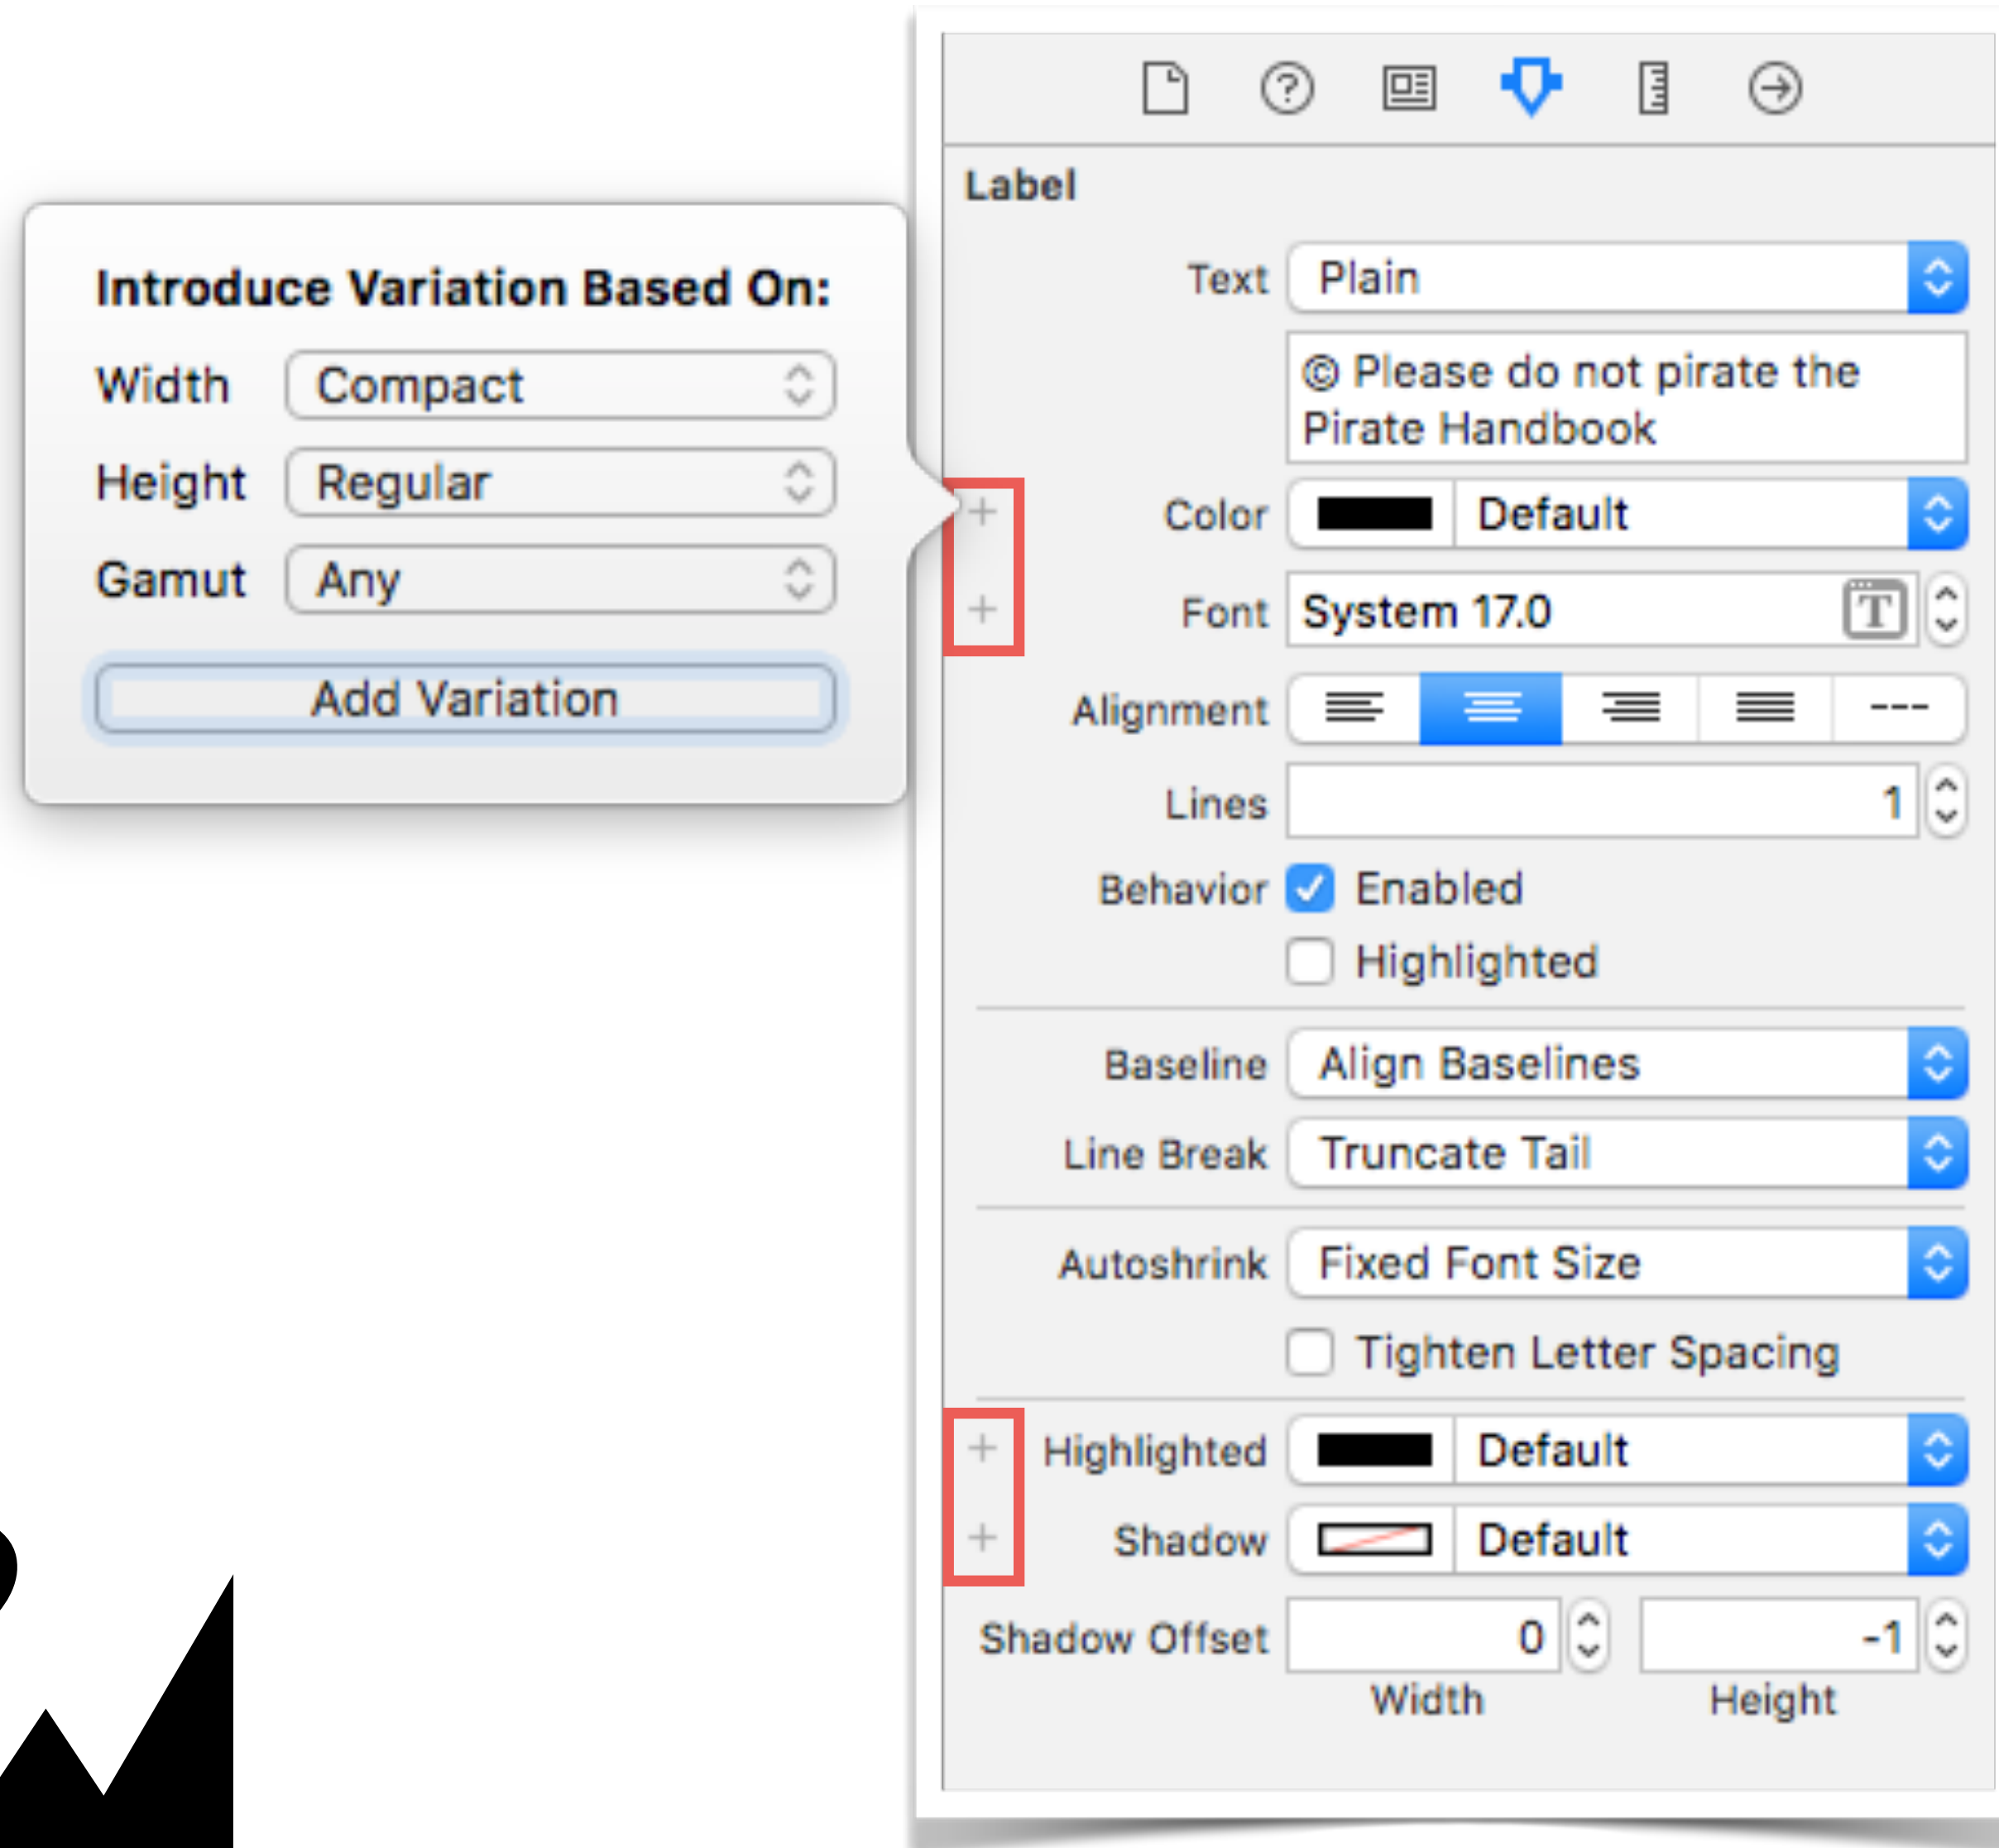 Introduce Variation Based On:
Width Compact
Height Regular
Gamut Any
Add Variation
Label
Text Plain
© Please do not pirate the
Pirate Handbook
+ Color Default
+ Font System 17.0 T
Alignment ---
Lines 1
Behavior Enabled
Highlighted
Baseline Align Baselines
Line Break Truncate Tail
Autoshrink Fixed Font Size
Tighten Letter Spacing
+ Highlighted Default
+ Shadow Default
Shadow Offset 0 -1
Width Height